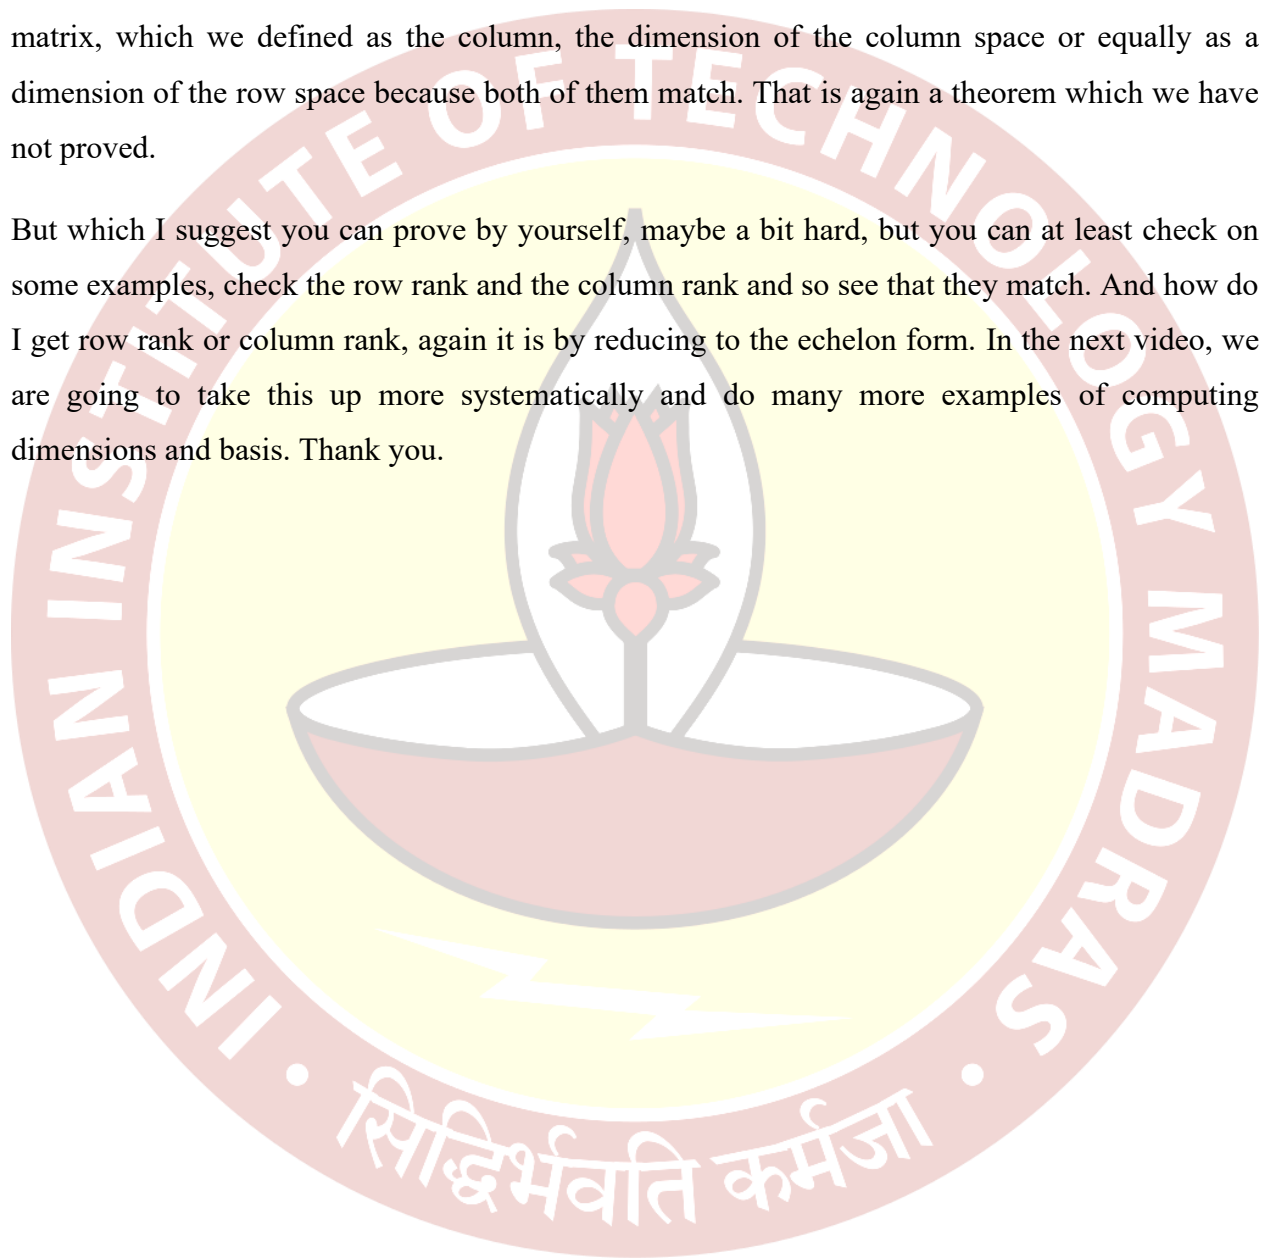 matrix, which we defined as the column, the dimension of the column space or equally as a
dimension of the row space because both of them match. That is again a theorem which we have
not proved.
But which I suggest you can prove by yourself, maybe a bit hard, but you can at least check on
some examples, check the row rank and the column rank and so see that they match. And how do
I get row rank or column rank, again it is by reducing to the echelon form. In the next video, we
are going to take this up more systematically and do many more examples of computing
dimensions and basis. Thank you.
INDIAN INSTITUTE OF TECHNOLOGY MADRAS
सिद्धिर्भवति कर्मजा